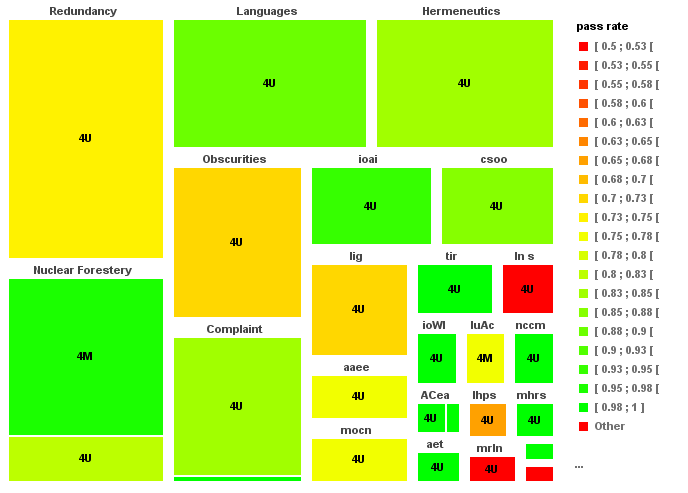 Redundancy
Languages
Hermeneutics
pass rate
4U
4U
4U
Obscurities
ioai
csoo
4U
4U
4U
Nuclear Forestery
lig
tir
4U
4U
4M
4U
Complaint
ioWI
nccm
4U
4U
4M
4U
aaee
4U
4U
ACea
mhrs
4U
4U
4U
mocn
4U
aet
4U
4U
4U
[ 0.5 ; 0.53 [
[ 0.53 ; 0.55 [
[ 0.55 ; 0.58 [
[ 0.58 ; 0.6 [
[ 0.6 ; 0.63 [
[ 0.63 ; 0.65 [
[ 0.65 ; 0.68 [
[ 0.68 ; 0.7 [
[ 0.7 ; 0.73 [
[ 0.73 ; 0.75 [
[ 0.75 ; 0.78 [
[ 0.78 ; 0.8 [
[ 0.8 ; 0.83 [
[ 0.83 ; 0.85 [
[ 0.85 ; 0.88 [
[ 0.88 ; 0.9 [
[ 0.9 ; 0.93 [
[ 0.93 ; 0.95 [
[ 0.95 ; 0.98 [
[ 0.98 ; 1 ]
Other
...